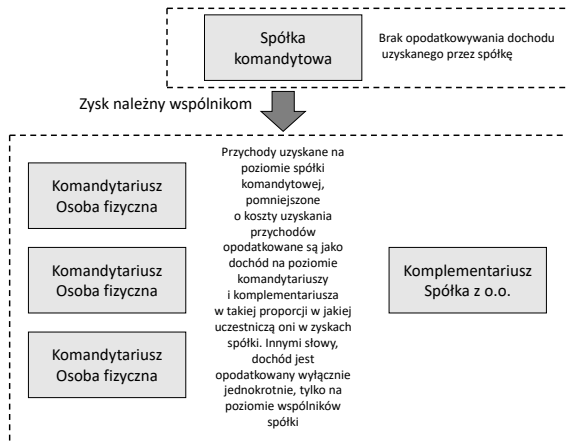 Spółka
komandytowa
Brak opodatkowywania dochodu
uzyskanego przez spółkę
Zysk należny wspólnikom
Komandytariusz
Osoba fizyczna
Komandytariusz
Osoba fizyczna
Komandytariusz
Osoba fizyczna
Przychody uzyskane na
poziomie spółki
komandytowej,
pomniejszone
o koszty uzyskania
przychodów
opodatkowane są jako
dochód na poziomie
komandytariuszy
i komplementariusza
w takiej proporcji w jakiej
uczestniczą oni w zyskach
spółki. Innymi słowy,
dochód jest
opodatkowany wyłącznie
jednokrotnie, tylko na
poziomie wspólników
spółki
Komplementariusz
Spółka z o.o.